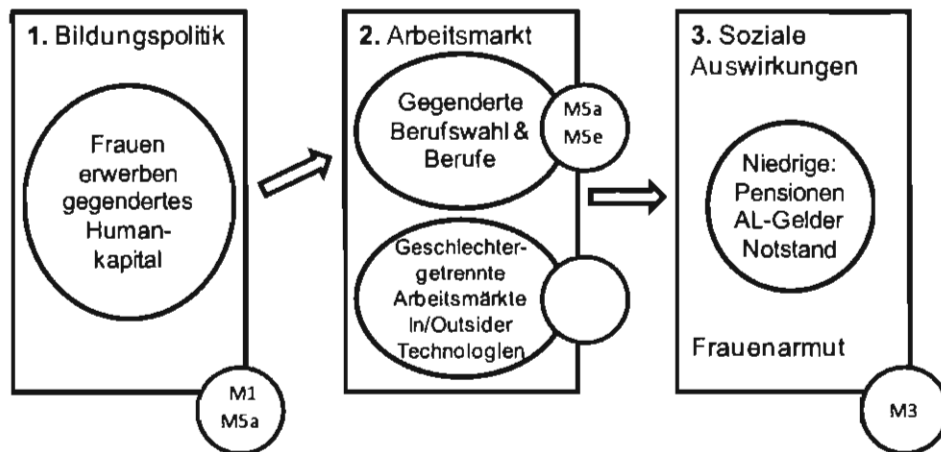 1. Bildungspolitik
Frauen
erwerben
gegendertes
Human-
kapital
M1
M5a
2. Arbeitsmarkt
Gegenderte
Berufswahl &
Berufe
M5a
M5e
Geschlechter-
getrennte
Arbeitsmärkte
In/Outsider
Technologien
3. Soziale
Auswirkungen
Niedrige:
Pensionen
AL-Gelder
Notstand
Frauenarmut
M3